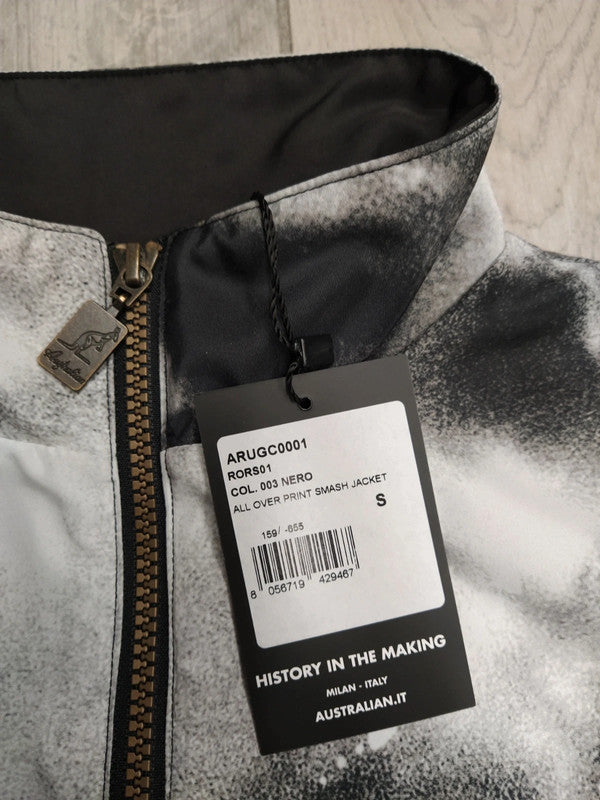 Australian
ARUGC0001
RORS01
COL. 003 NERO
ALL OVER PRINT SMASH JACKET
S
159/ -655
8 056719 429467
HISTORY IN THE MAKING
MILAN - ITALY
AUSTRALIAN.IT